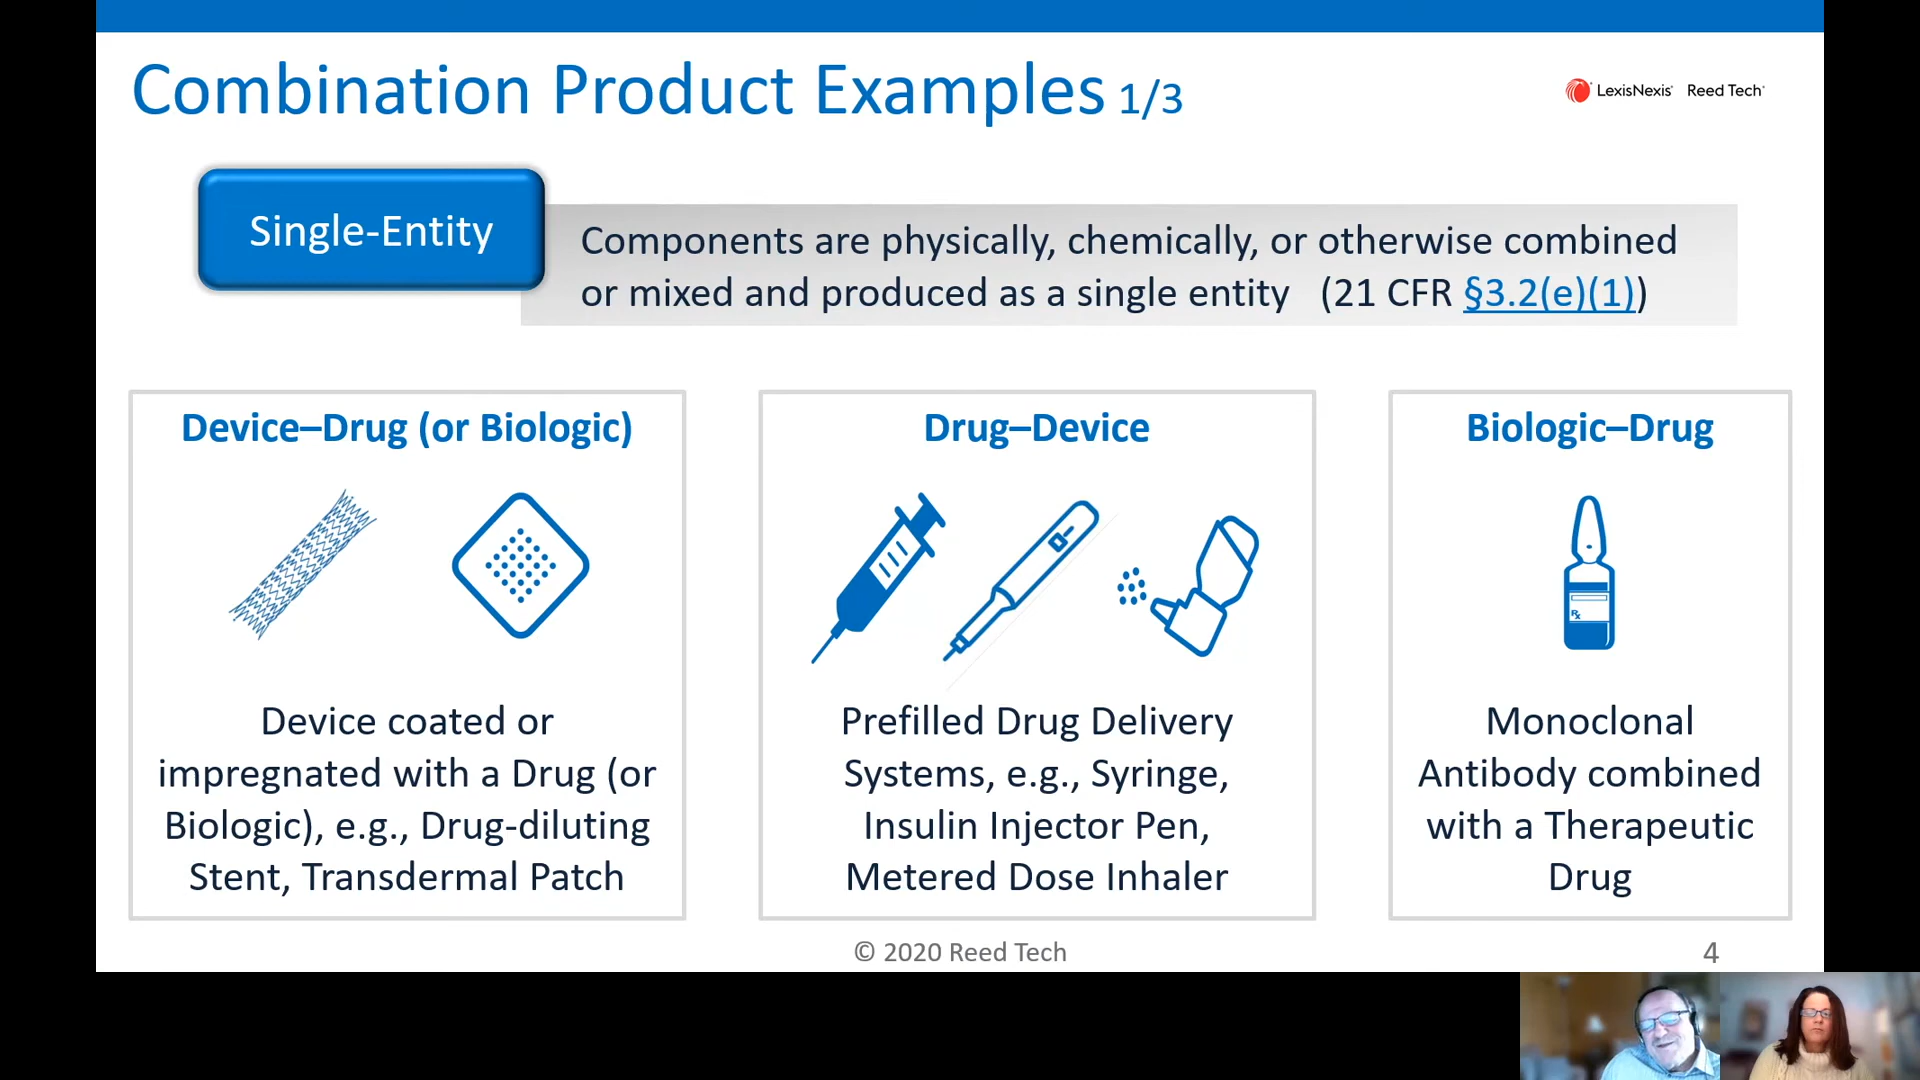 Combination Product Examples 1/3
LexisNexis® Reed Tech®
Single-Entity
Components are physically, chemically, or otherwise combined
or mixed and produced as a single entity (21 CFR §3.2(e)(1))
Device–Drug (or Biologic)
Device coated or
impregnated with a Drug (or
Biologic), e.g., Drug-diluting
Stent, Transdermal Patch
Drug–Device
Prefilled Drug Delivery
Systems, e.g., Syringe,
Insulin Injector Pen,
Metered Dose Inhaler
Biologic–Drug
Rx
Monoclonal
Antibody combined
with a Therapeutic
Drug
© 2020 Reed Tech
4